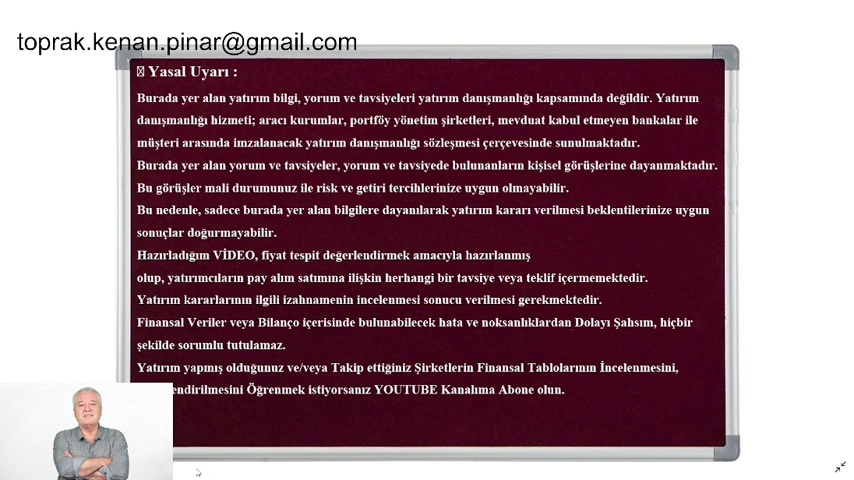 toprak.kenan.pinar@gmail.com
Yasal Uyarı :
Burada yer alan yatırım bilgi, yorum ve tavsiyeleri yatırım danışmanlığı kapsamında değildir. Yatırım
danışmanlığı hizmeti; aracı kurumlar, portföy yönetim şirketleri, mevduat kabul etmeyen bankalar ile
müşteri arasında imzalanacak yatırım danışmanlığı sözleşmesi çerçevesinde sunulmaktadır.
Burada yer alan yorum ve tavsiyeler, yorum ve tavsiyede bulunanların kişisel görüşlerine dayanmaktadır.
Bu görüşler mali durumunuz ile risk ve getiri tercihlerinize uygun olmayabilir.
Bu nedenle, sadece burada yer alan bilgilere dayanılarak yatırım kararı verilmesi beklentilerinize uygun
sonuçlar doğurmayabilir.
Hazırladığım VİDEO, fiyat tespit değerlendirmek amacıyla hazırlanmış
olup, yatırımcıların pay alım satımına ilişkin herhangi bir tavsiye veya teklif içermemektedir.
Yatırım kararlarının ilgili izahnamenin incelenmesi sonucu verilmesi gerekmektedir.
Finansal Veriler veya Bilanço içerisinde bulunabilecek hata ve noksanlıklardan Dolayı Şahsım, hiçbir
şekilde sorumlu tutulamaz.
Yatırım yapmış olduğunuz ve/veya Takip ettiğiniz Şirketlerin Finansal Tablolarının İncelenmesini,
endirilmesini Öğrenmek istiyorsanız YOUTUBE Kanalıma Abone olun.